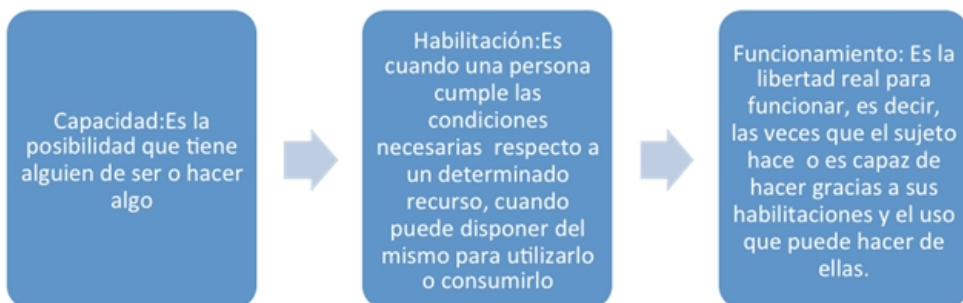 Capacidad:Es la
posibilidad que tiene
alguien de ser o hacer
algo
Habilitación:Es
cuando una persona
cumple las
condiciones
necesarias respecto a
un determinado
recurso, cuando
puede disponer del
mismo para utilizarlo
o consumirlo
Funcionamiento: Es la
libertad real para
funcionar, es decir,
las veces que el sujeto
hace o es capaz de
hacer gracias a sus
habilitaciones y el uso
que puede hacer de
ellas.